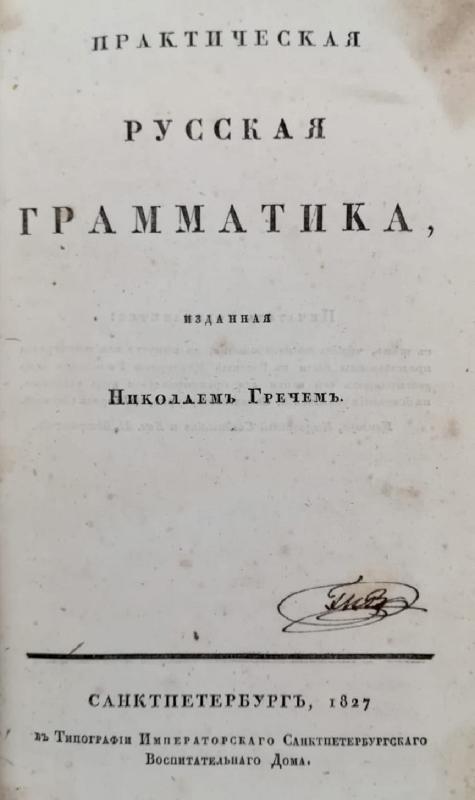 ПРАКТИЧЕСКАЯ
РУССКАЯ
ГРАММАТИКА,
ИЗДАННАЯ
НИКОЛАЕМЪ ГРЕЧЕМЪ.
САНКТПЕТЕРБУРГЪ, 1827
въ Типографіи Императорскаго Санктпетербургскаго
Воспитательнаго Дома.